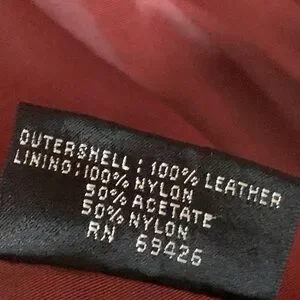 OUTERSHELL: 100% LEATHER
LINING: 100% NYLON
50% ACETATE
50% NYLON
RN 69426